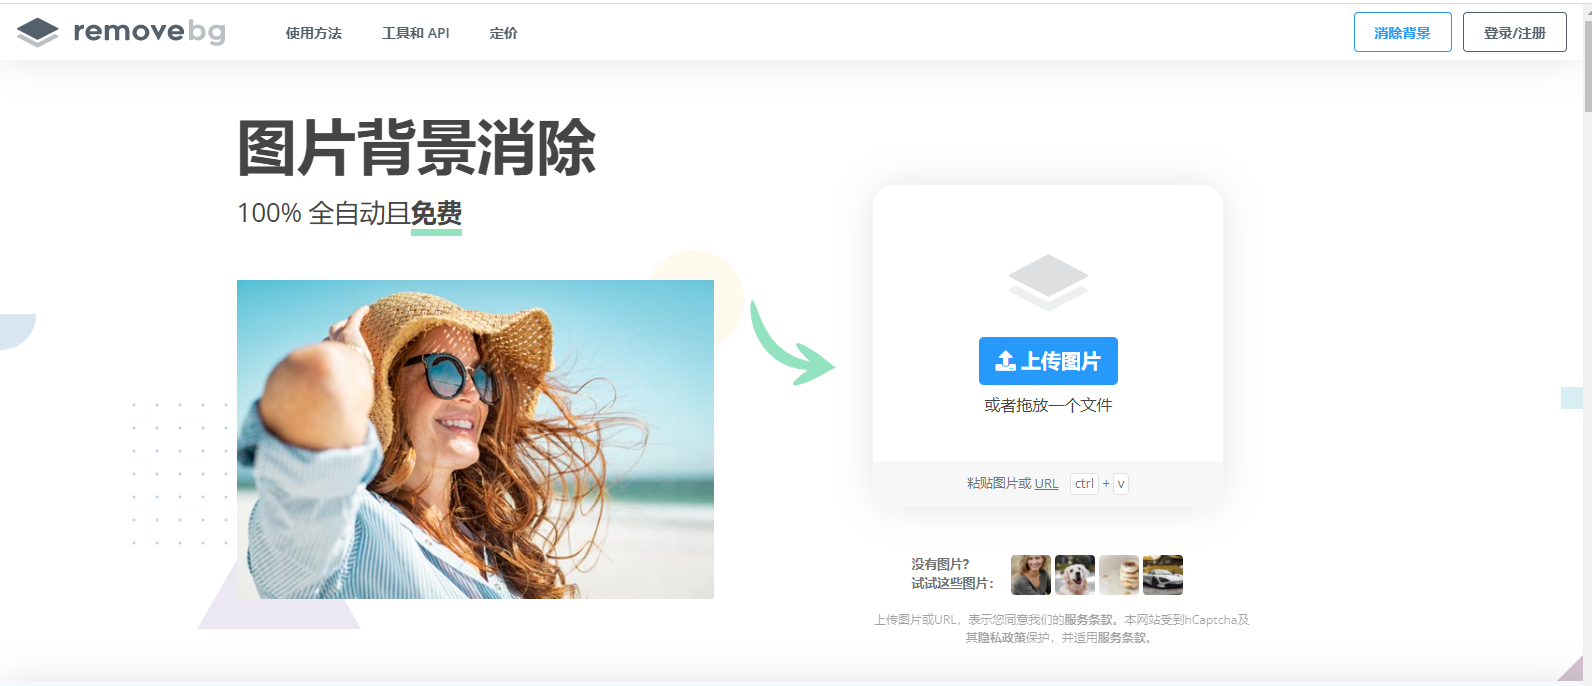 removebg
使用方法
工具和 API
定价
消除背景
登录/注册
图片背景消除
100% 全自动且免费
上传图片
或者拖放一个文件
粘贴图片或 URL ctrl + v
没有图片?
试试这些图片：
上传图片或URL，表示您同意我们的服务条款。本网站受到hCaptcha及
其隐私政策保护，并适用服务条款。